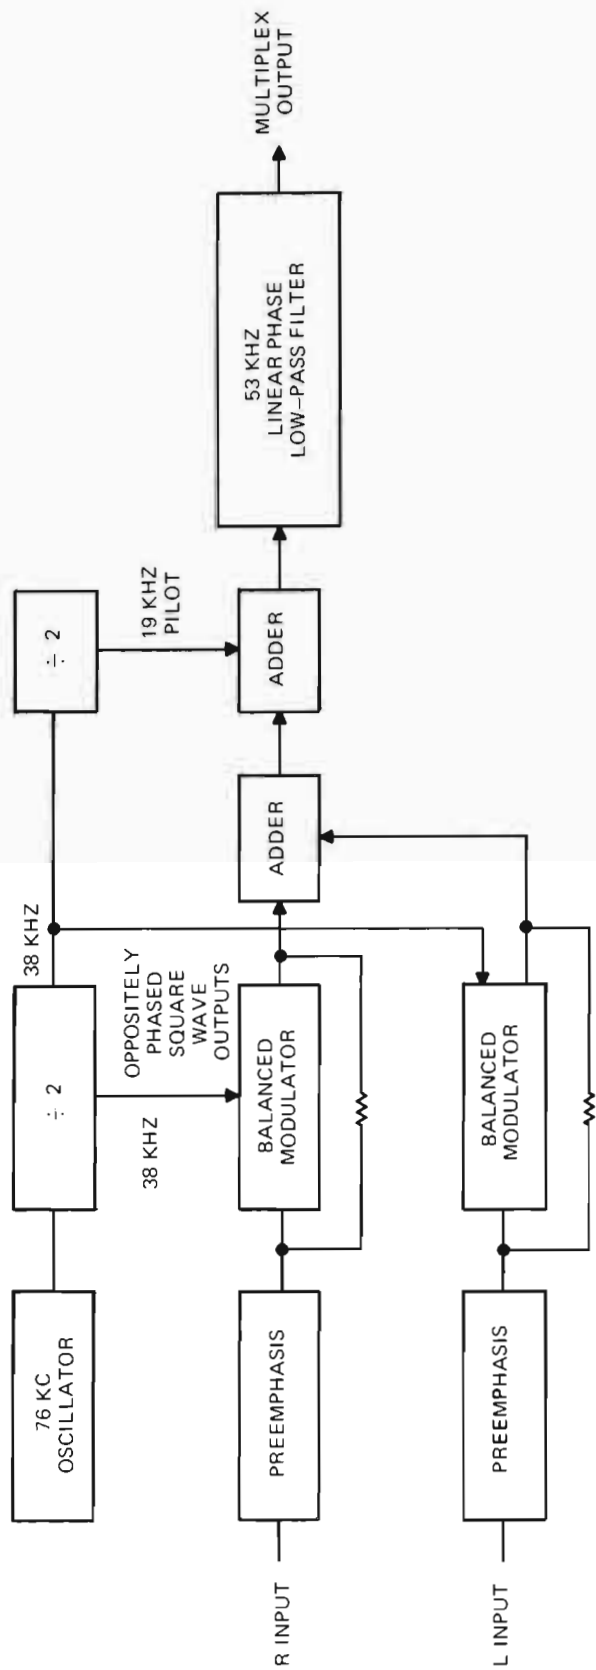 76 KC
OSCILLATOR
÷ 2
38 KHZ
÷ 2
38 KHZ
OPPOSITELY
PHASED
SQUARE
WAVE
OUTPUTS
19 KHZ
PILOT
R INPUT
PREEMPHASIS
BALANCED
MODULATOR
ADDER
ADDER
53 KHZ
LINEAR PHASE
LOW–PASS FILTER
MULTIPLEX
OUTPUT
L INPUT
PREEMPHASIS
BALANCED
MODULATOR